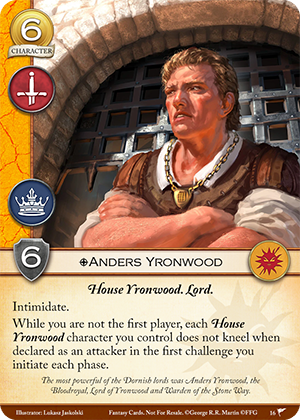 6
CHARACTER
6
Anders Yronwood
House Yronwood. Lord.
Intimidate.
While you are not the first player, each House
Yronwood character you control does not kneel when
declared as an attacker in the first challenge you
initiate each phase.
The most powerful of the Dornish lords was Anders Yronwood, the
Bloodroyal, Lord of Yronwood and Warden of the Stone Way.
Illustrator: Lukasz Jaskolski
Fantasy Cards. Not For Resale. ©George R.R. Martin ©FFG
16